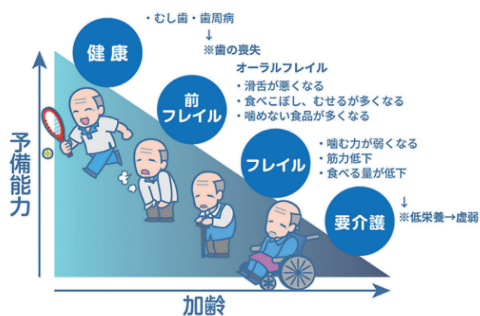 健康
・むし歯・歯周病
↓
※歯の喪失
前
フレイル
オーラルフレイル
・滑舌が悪くなる
・食べこぼし、むせるが多くなる
・噛めない食品が多くなる
フレイル
・噛む力が弱くなる
・筋力低下
・食べる量が低下
↓
要介護
※低栄養→虚弱
予備能力
加齢